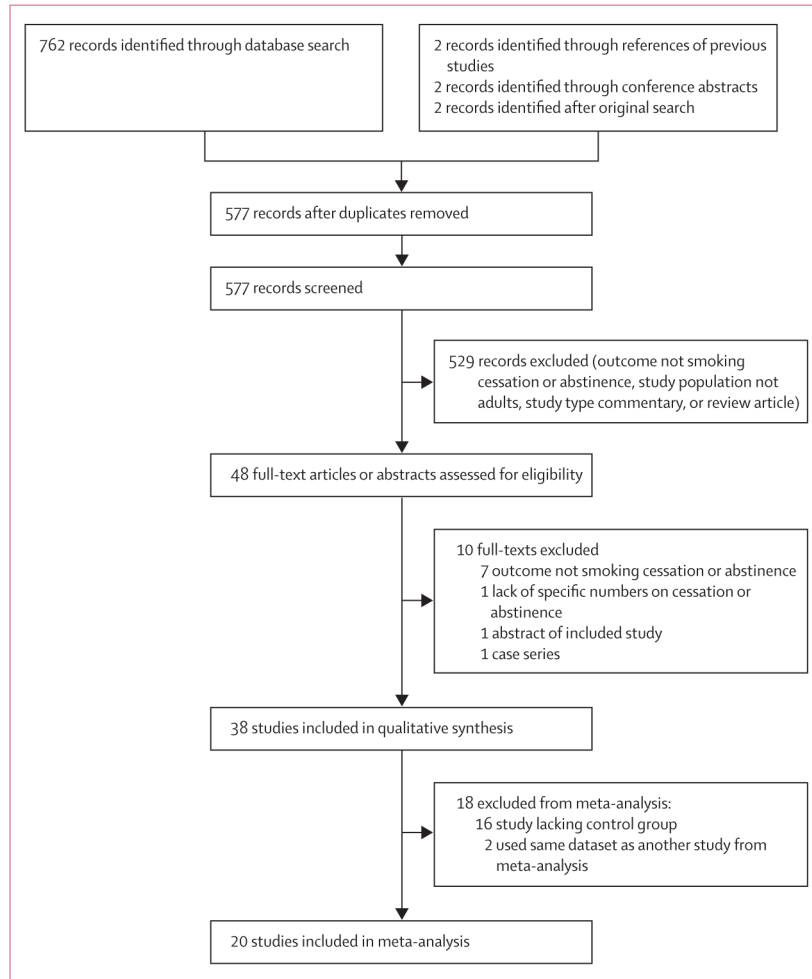 762 records identified through database search
2 records identified through references of previous
studies
2 records identified through conference abstracts
2 records identified after original search
577 records after duplicates removed
577 records screened
529 records excluded (outcome not smoking
cessation or abstinence, study population not
adults, study type commentary, or review article)
48 full-text articles or abstracts assessed for eligibility
10 full-texts excluded
7 outcome not smoking cessation or abstinence
1 lack of specific numbers on cessation or
abstinence
1 abstract of included study
1 case series
38 studies included in qualitative synthesis
18 excluded from meta-analysis:
16 study lacking control group
2 used same dataset as another study from
meta-analysis
20 studies included in meta-analysis